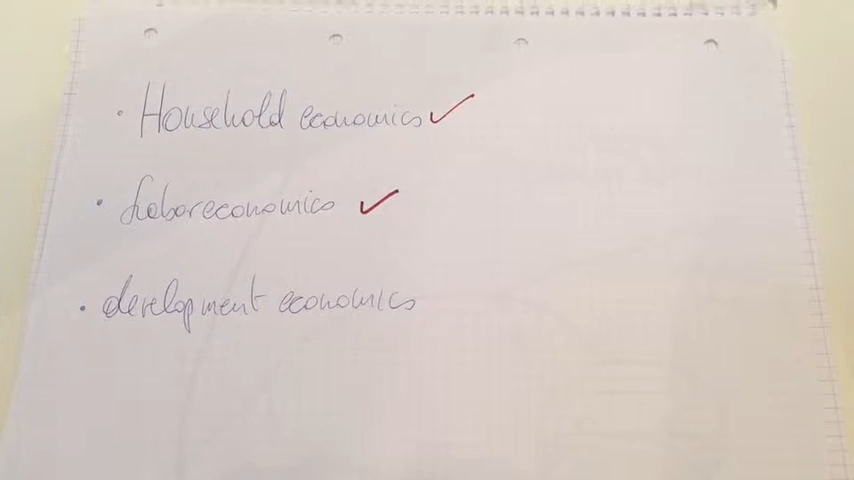 · Household economics ✓
· Laboreconomics ✓
· development economics